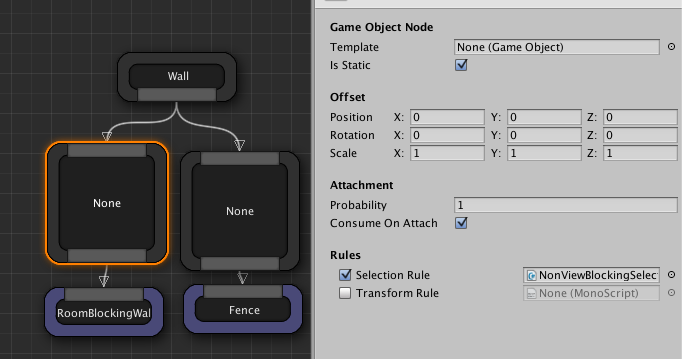 Wall
None
None
RoomBlockingWal
Fence
Game Object Node
Template None (Game Object)
Is Static
Offset
Position X: 0 Y: 0 Z: 0
Rotation X: 0 Y: 0 Z: 0
Scale X: 1 Y: 1 Z: 1
Attachment
Probability 1
Consume On Attach
Rules
Selection Rule NonViewBlockingSelect
Transform Rule None (MonoScript)